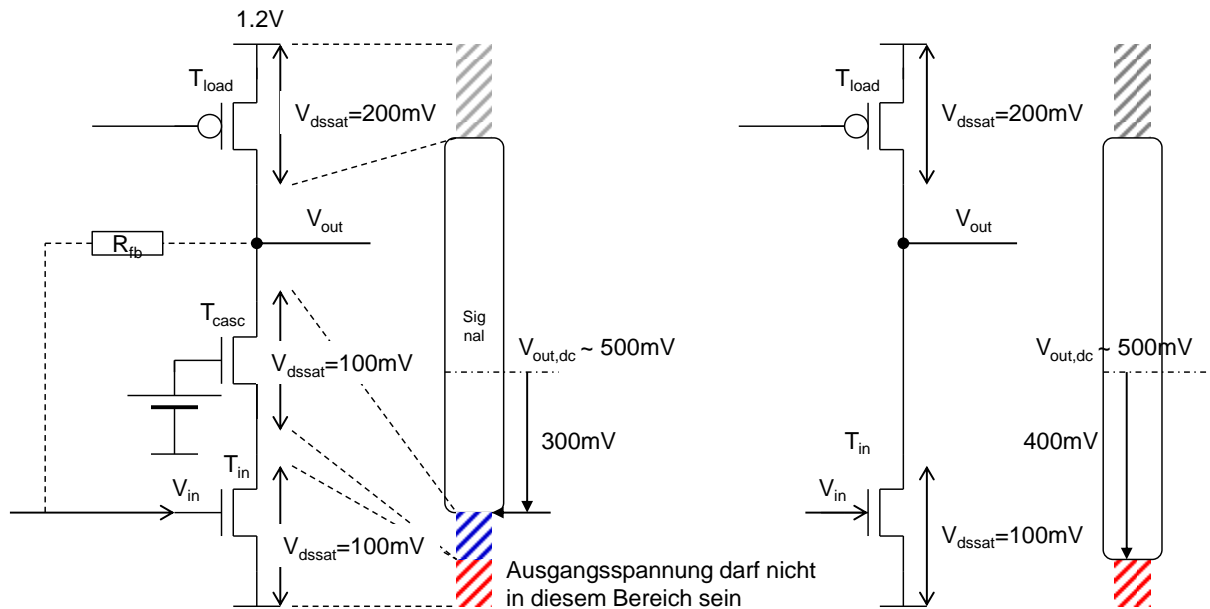 1.2V
T_load
V_dssat=200mV
V_out
R_fb
T_casc
V_dssat=100mV
Sig
nal
V_out,dc ~ 500mV
300mV
T_in
V_in
V_dssat=100mV
Ausgangsspannung darf nicht
in diesem Bereich sein
T_load
V_dssat=200mV
V_out
V_out,dc ~ 500mV
400mV
T_in
V_in
V_dssat=100mV